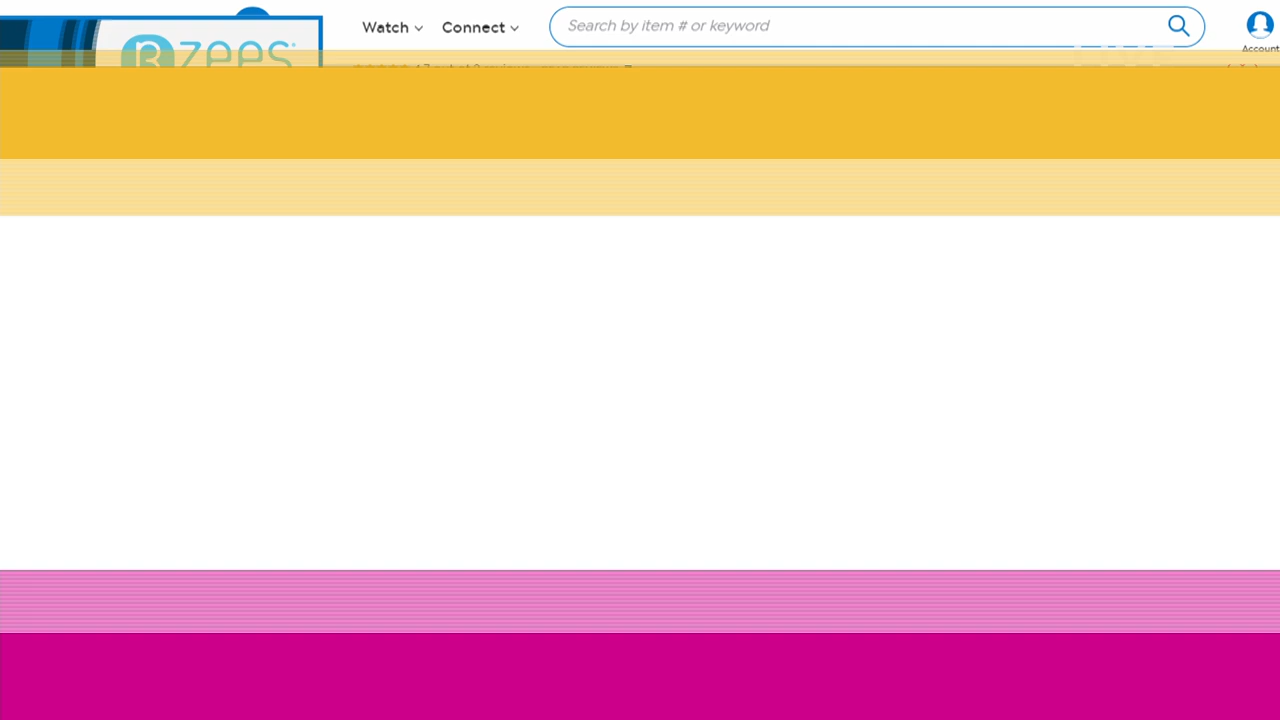 Watch
Connect
Search by item # or keyword
Account
zees